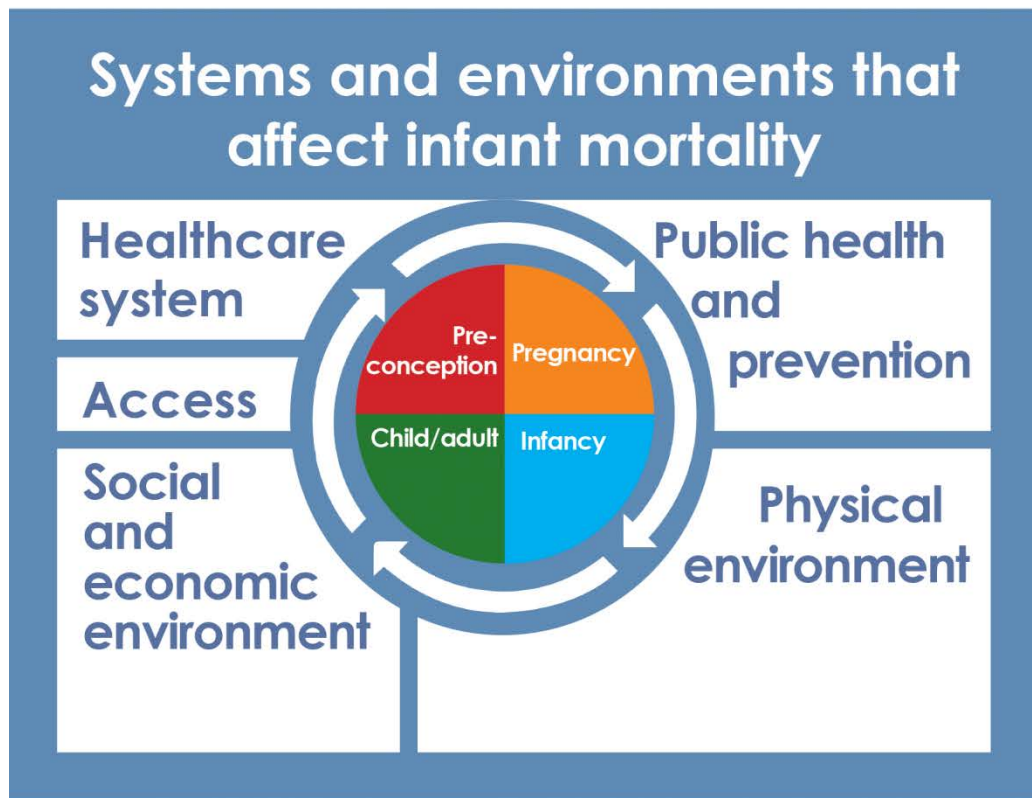 Systems and environments that
affect infant mortality
Healthcare
system
Public health
and
prevention
Access
Pre-
conception
Pregnancy
Child/adult
Infancy
Social
and
economic
environment
Physical
environment